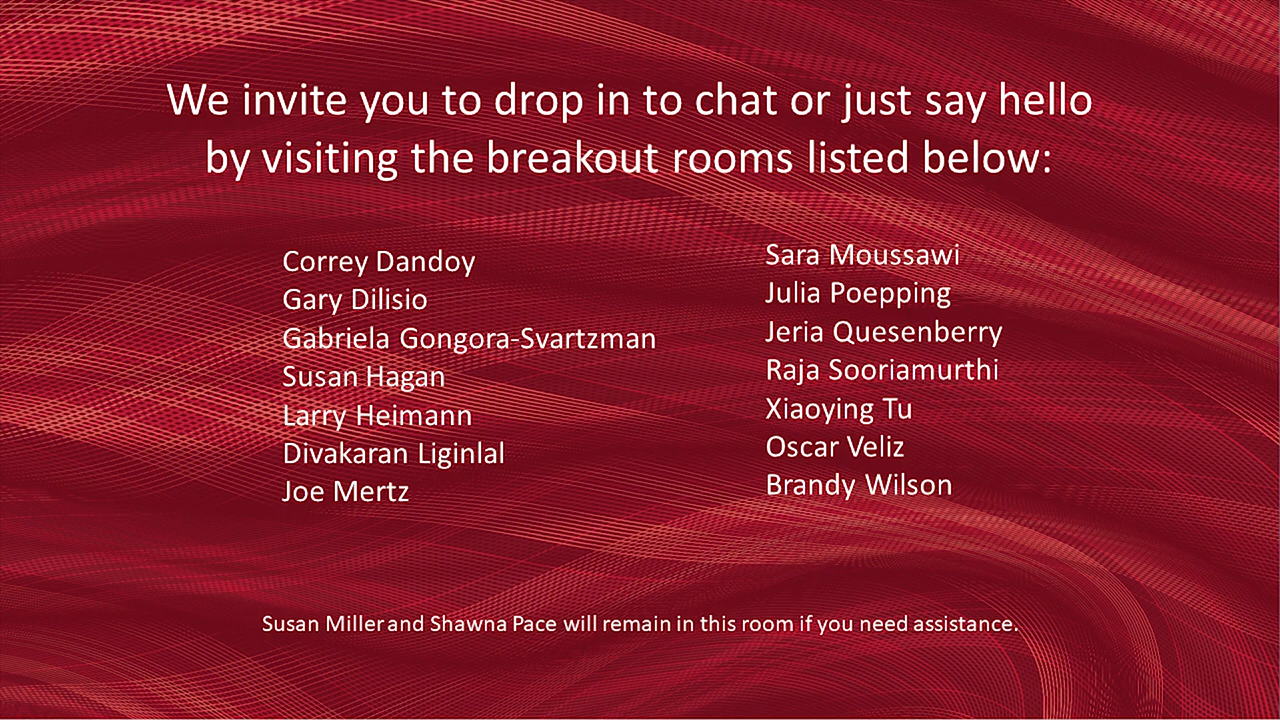 We invite you to drop in to chat or just say hello
by visiting the breakout rooms listed below:
Correy Dandoy
Gary Dilisio
Gabriela Gongora-Svartzman
Susan Hagan
Larry Heimann
Divakaran Liginlal
Joe Mertz
Sara Moussawi
Julia Poepping
Jeria Quesenberry
Raja Sooriamurthi
Xiaoying Tu
Oscar Veliz
Brandy Wilson
Susan Miller and Shawna Pace will remain in this room if you need assistance.